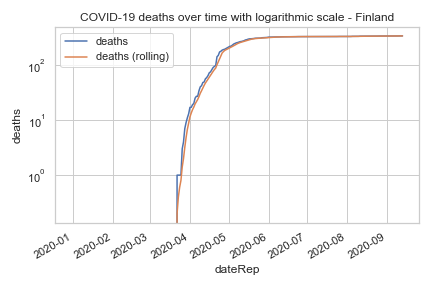 COVID-19 deaths over time with logarithmic scale - Finland
deaths
deaths (rolling)
10²
10¹
10⁰
deaths
2020-01
2020-02
2020-03
2020-04
2020-05
2020-06
2020-07
2020-08
2020-09
dateRep